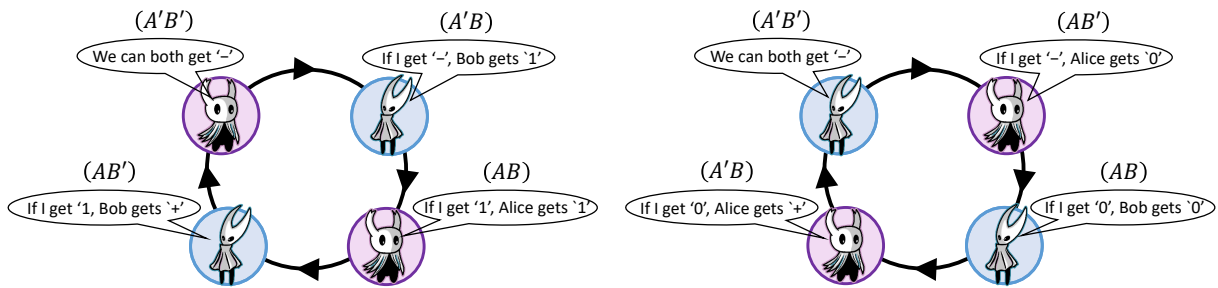 (A′B′)
We can both get ‘−’
(A′B)
If I get ‘−’, Bob gets `1’
(AB′)
If I get ‘1, Bob gets `+’
(AB)
If I get ‘1’, Alice gets `1’
(A′B′)
We can both get ‘−’
(AB′)
If I get ‘−’, Alice gets `0’
(A′B)
If I get ‘0’, Alice gets `+’
(AB)
If I get ‘0’, Bob gets `0’